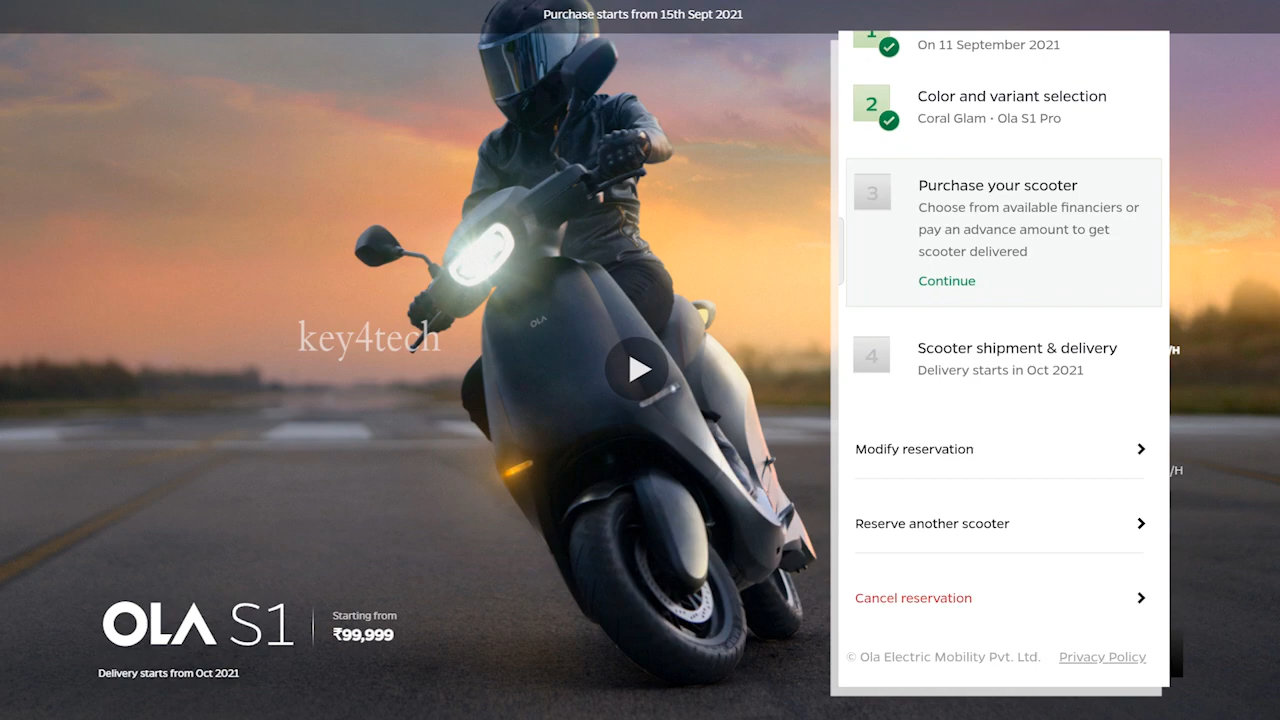 Purchase starts from 15th Sept 2021
1
On 11 September 2021
2
Color and variant selection
Coral Glam · Ola S1 Pro
3
Purchase your scooter
Choose from available financiers or
pay an advance amount to get
scooter delivered
Continue
4
Scooter shipment & delivery
Delivery starts in Oct 2021
Modify reservation
Reserve another scooter
Cancel reservation
© Ola Electric Mobility Pvt. Ltd.
Privacy Policy
/H
/H
key4tech
OLA
OLA S1
Starting from
₹99,999
Delivery starts from Oct 2021